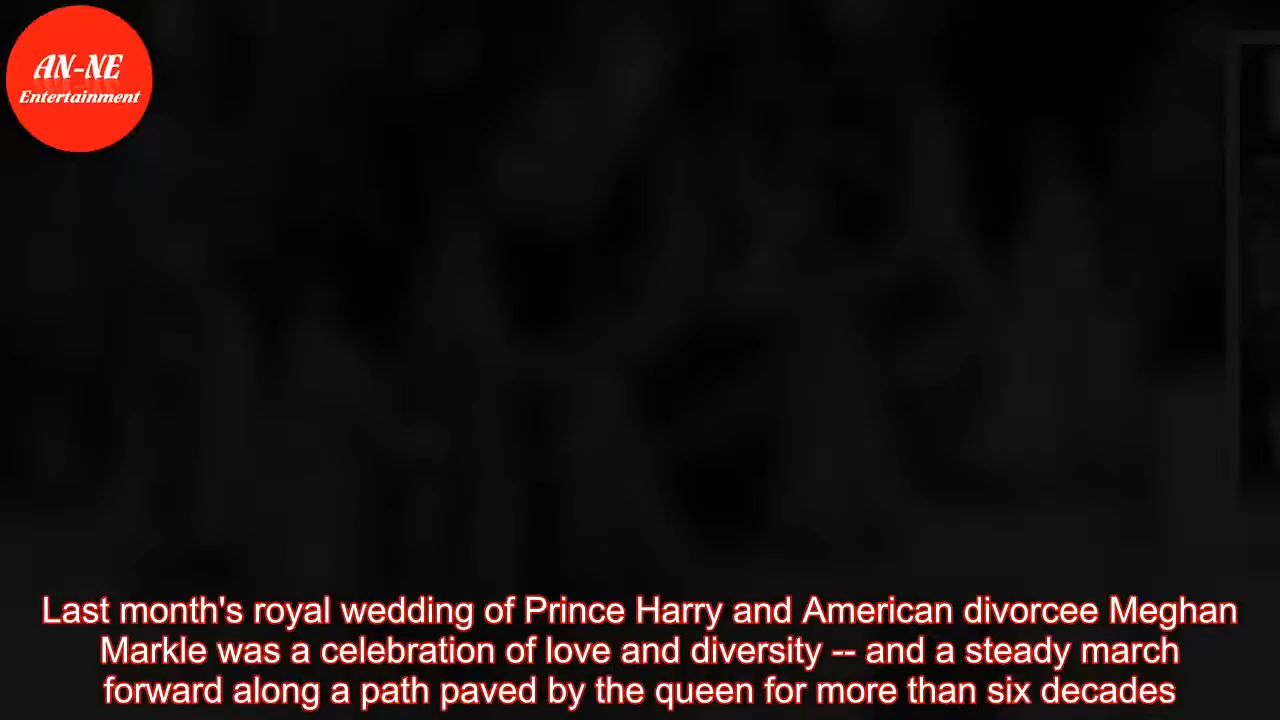 AN-NE
Entertainment
Last month's royal wedding of Prince Harry and American divorcee Meghan
Markle was a celebration of love and diversity -- and a steady march
forward along a path paved by the queen for more than six decades